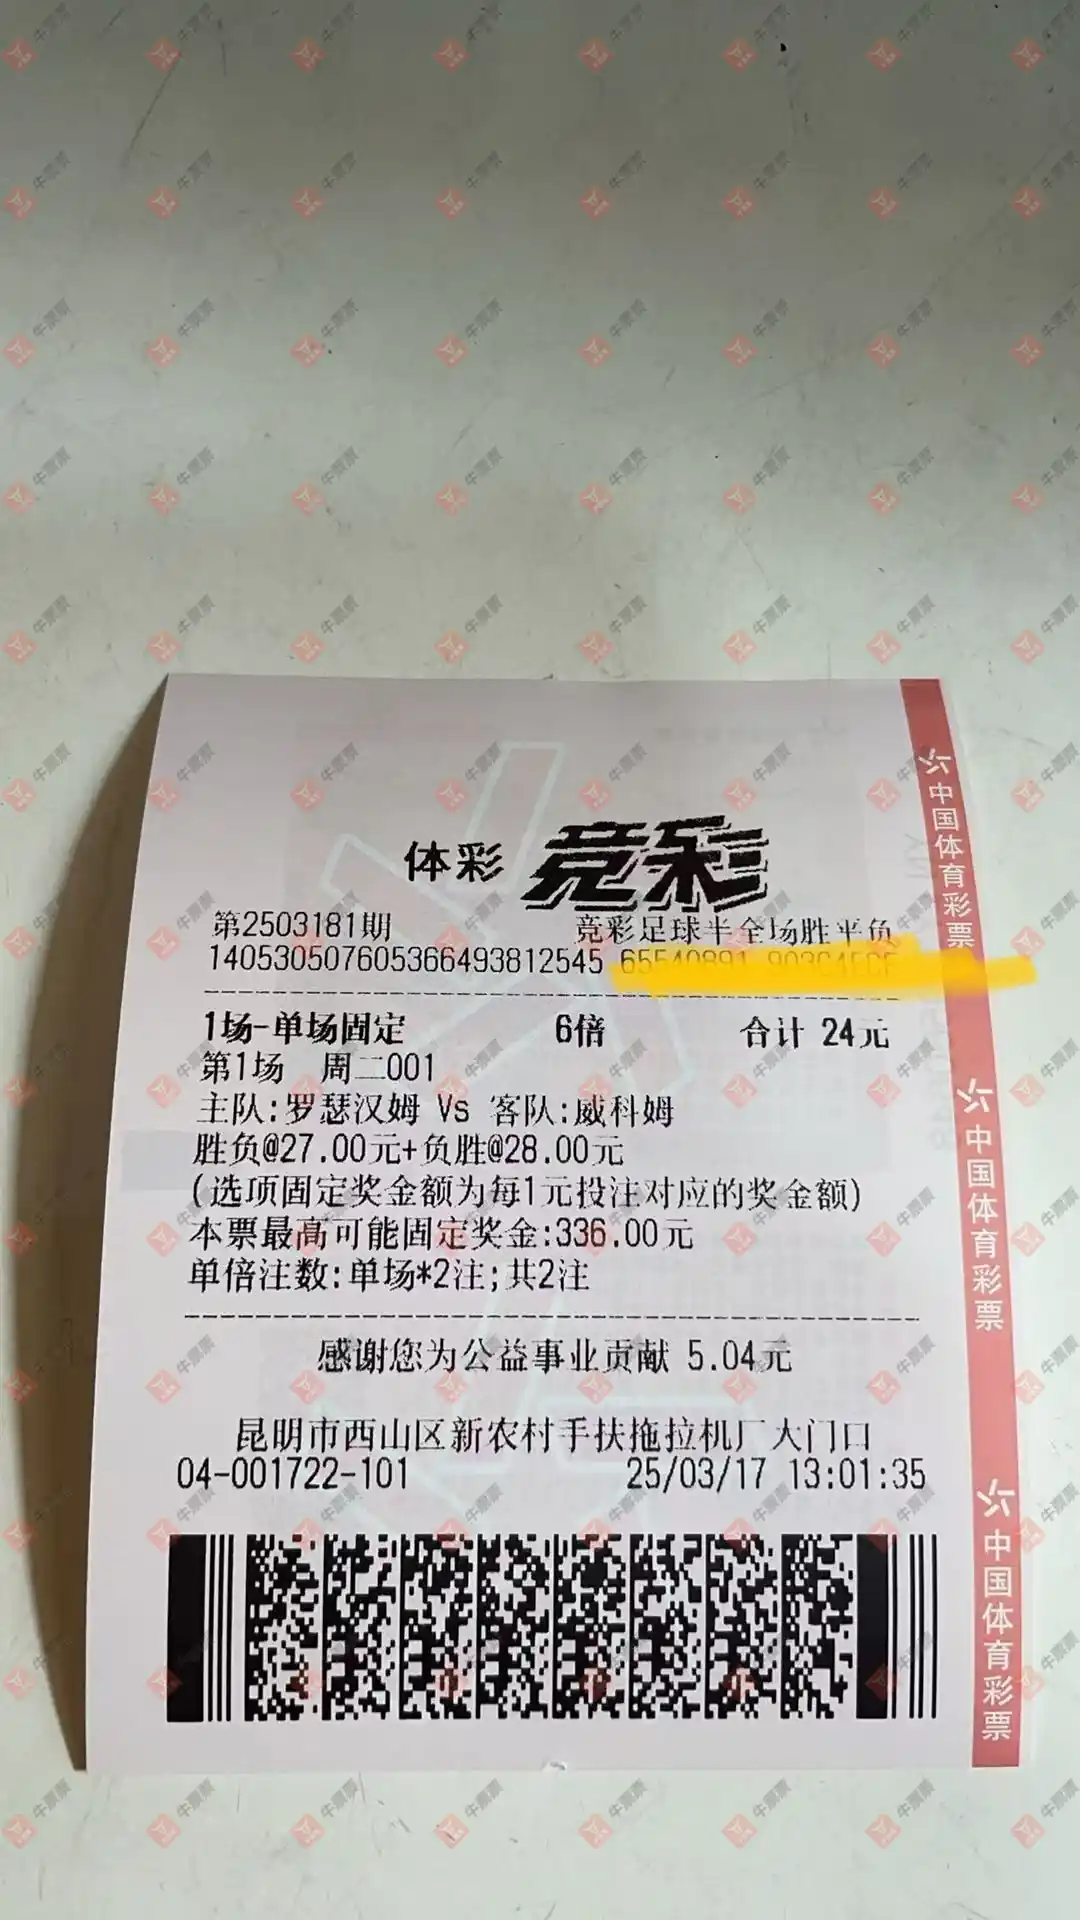 体彩 竞彩
第2503181期 竞彩足球半全场胜平负
140530507605366493812545
1场-单场固定 6倍 合计 24元
第1场 周二001
主队:罗瑟汉姆 Vs 客队:威科姆
胜负@27.00元+负胜@28.00元
(选项固定奖金额为每1元投注对应的奖金额)
本票最高可能固定奖金:336.00元
单倍注数:单场*2注;共2注
感谢您为公益事业贡献 5.04元
昆明市西山区新农村手扶拖拉机厂大门口
04-001722-101 25/03/17 13:01:35
中国体育彩票
中国体育彩票
中国体育彩票
牛票票